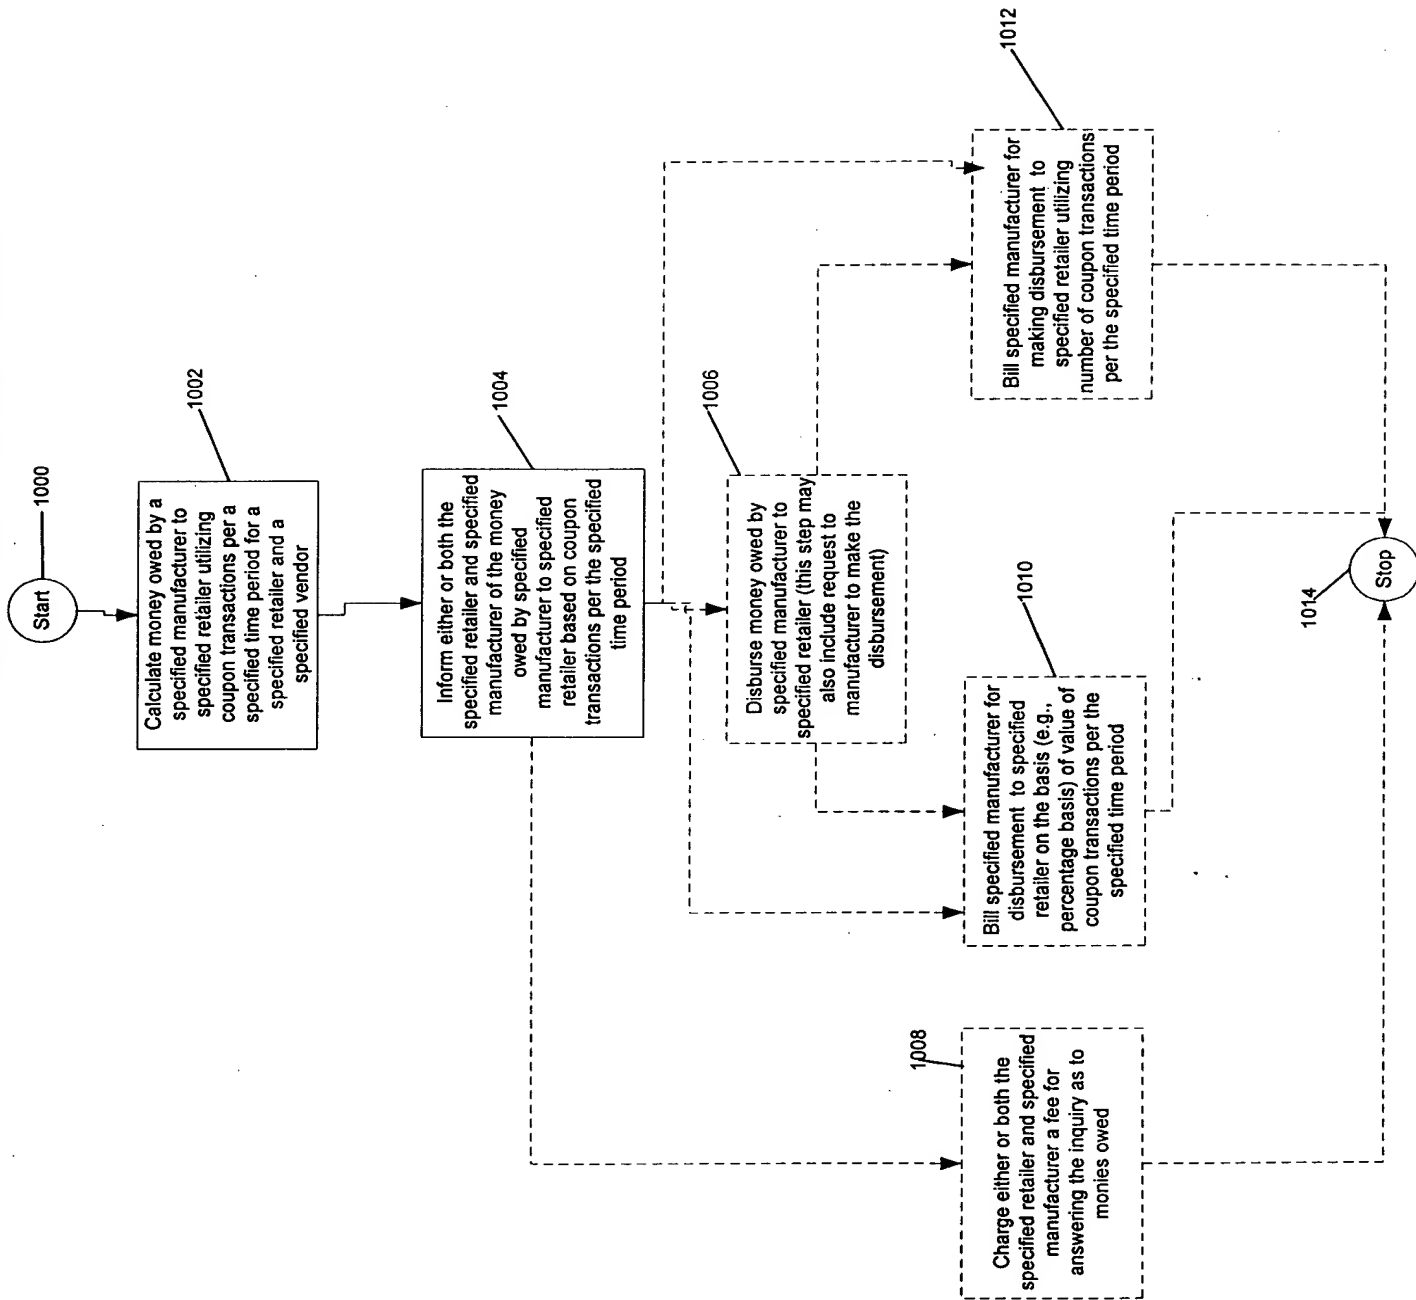 1000
Start
1002
Calculate money owed by a
specified manufacturer to
specified retailer utilizing
coupon transactions per a
specified time period for a
specified retailer and a
specified vendor
1004
Inform either or both the
specified retailer and specified
manufacturer of the money
owed by specified
manufacturer to specified
retailer based on coupon
transactions per the specified
time period
1006
Disburse money owed by
specified manufacturer to
specified retailer (this step may
also include request to
manufacturer to make the
disbursement)
1008
Charge either or both the
specified retailer and specified
manufacturer a fee for
answering the inquiry as to
monies owed
1010
Bill specified manufacturer for
disbursement to specified
retailer on the basis (e.g.,
percentage basis) of value of
coupon transactions per the
specified time period
1012
Bill specified manufacturer for
making disbursement to
specified retailer utilizing
number of coupon transactions
per the specified time period
1014
Stop